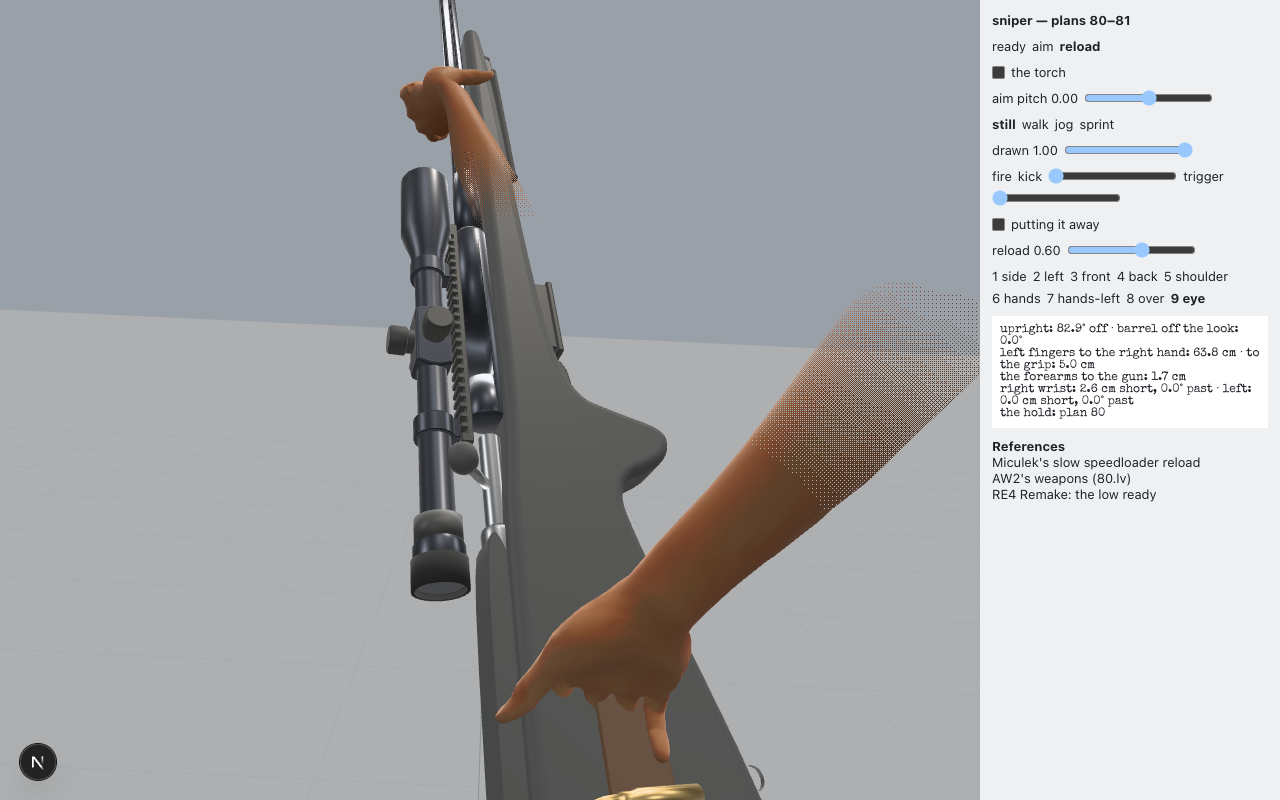 sniper — plans 80–81
ready aim reload
the torch
aim pitch 0.00
still walk jog sprint
drawn 1.00
fire kick trigger
putting it away
reload 0.60
1 side 2 left 3 front 4 back 5 shoulder
6 hands 7 hands-left 8 over 9 eye
upright: 82.9° off · barrel off the look:
0.0°
left fingers to the right hand: 63.8 cm · to
the grip: 5.0 cm
the forearms to the gun: 1.7 cm
right wrist: 2.6 cm short, 0.0° past · left:
0.0 cm short, 0.0° past
the hold: plan 80
References
Miculek's slow speedloader reload
AW2's weapons (80.lv)
RE4 Remake: the low ready
N